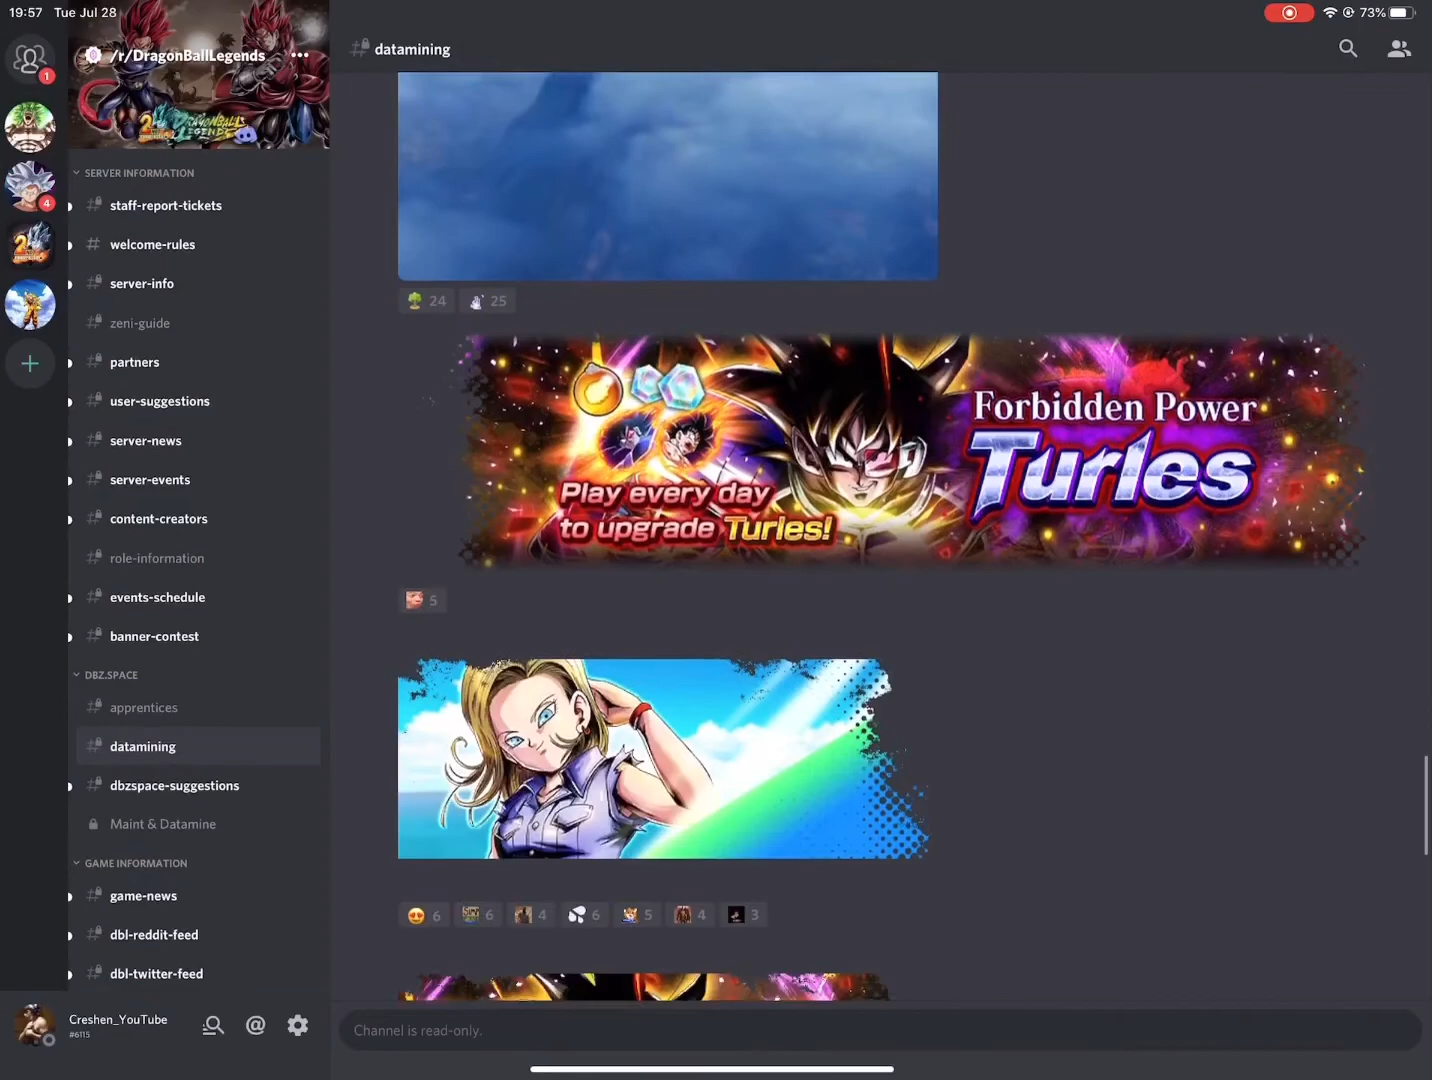 19:57 Tue Jul 28
73%
/r/DragonBallLegends
datamining
1
4
SERVER INFORMATION
staff-report-tickets
welcome-rules
server-info
zeni-guide
partners
user-suggestions
server-news
server-events
content-creators
role-information
events-schedule
banner-contest
DBZ.SPACE
apprentices
datamining
dbzspace-suggestions
Maint & Datamine
GAME INFORMATION
game-news
dbl-reddit-feed
dbl-twitter-feed
Creshen_YouTube
#6115
24 25
Forbidden Power
Turles
Play every day
to upgrade Turles!
5
6 6 4 6 5 4 3
Channel is read-only.